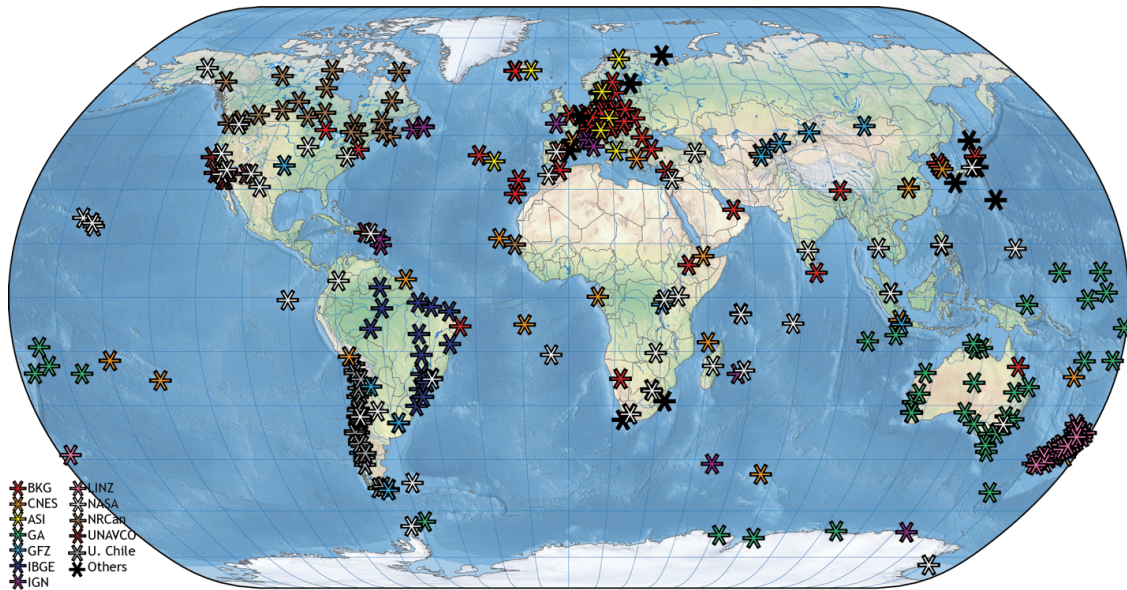 BKG
CNES
ASI
GA
GFZ
IBGE
IGN
LINZ
NASA
NRCan
UNAVCO
U. Chile
Others